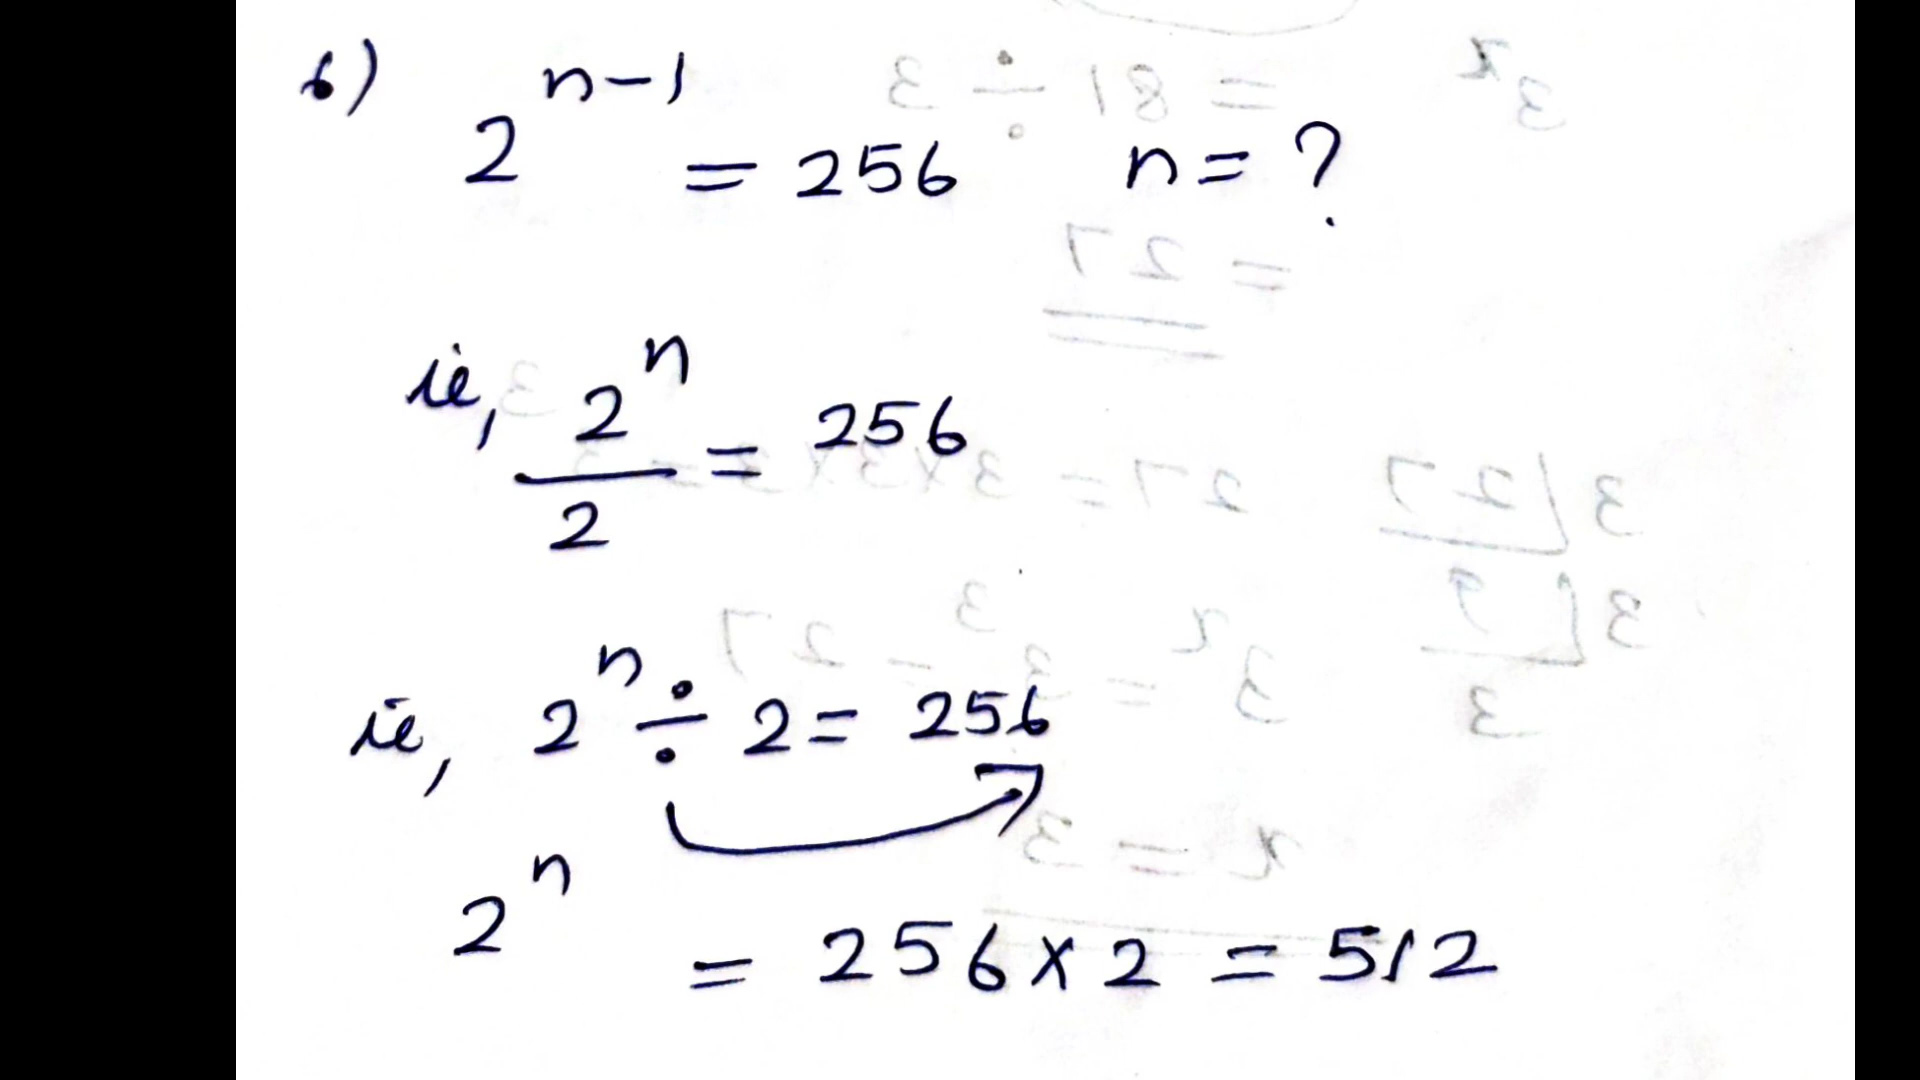 6) 2^(n-1) = 256 n = ?
ie, 2^n / 2 = 256
ie, 2^n ÷ 2 = 256
2^n = 256 × 2 = 512